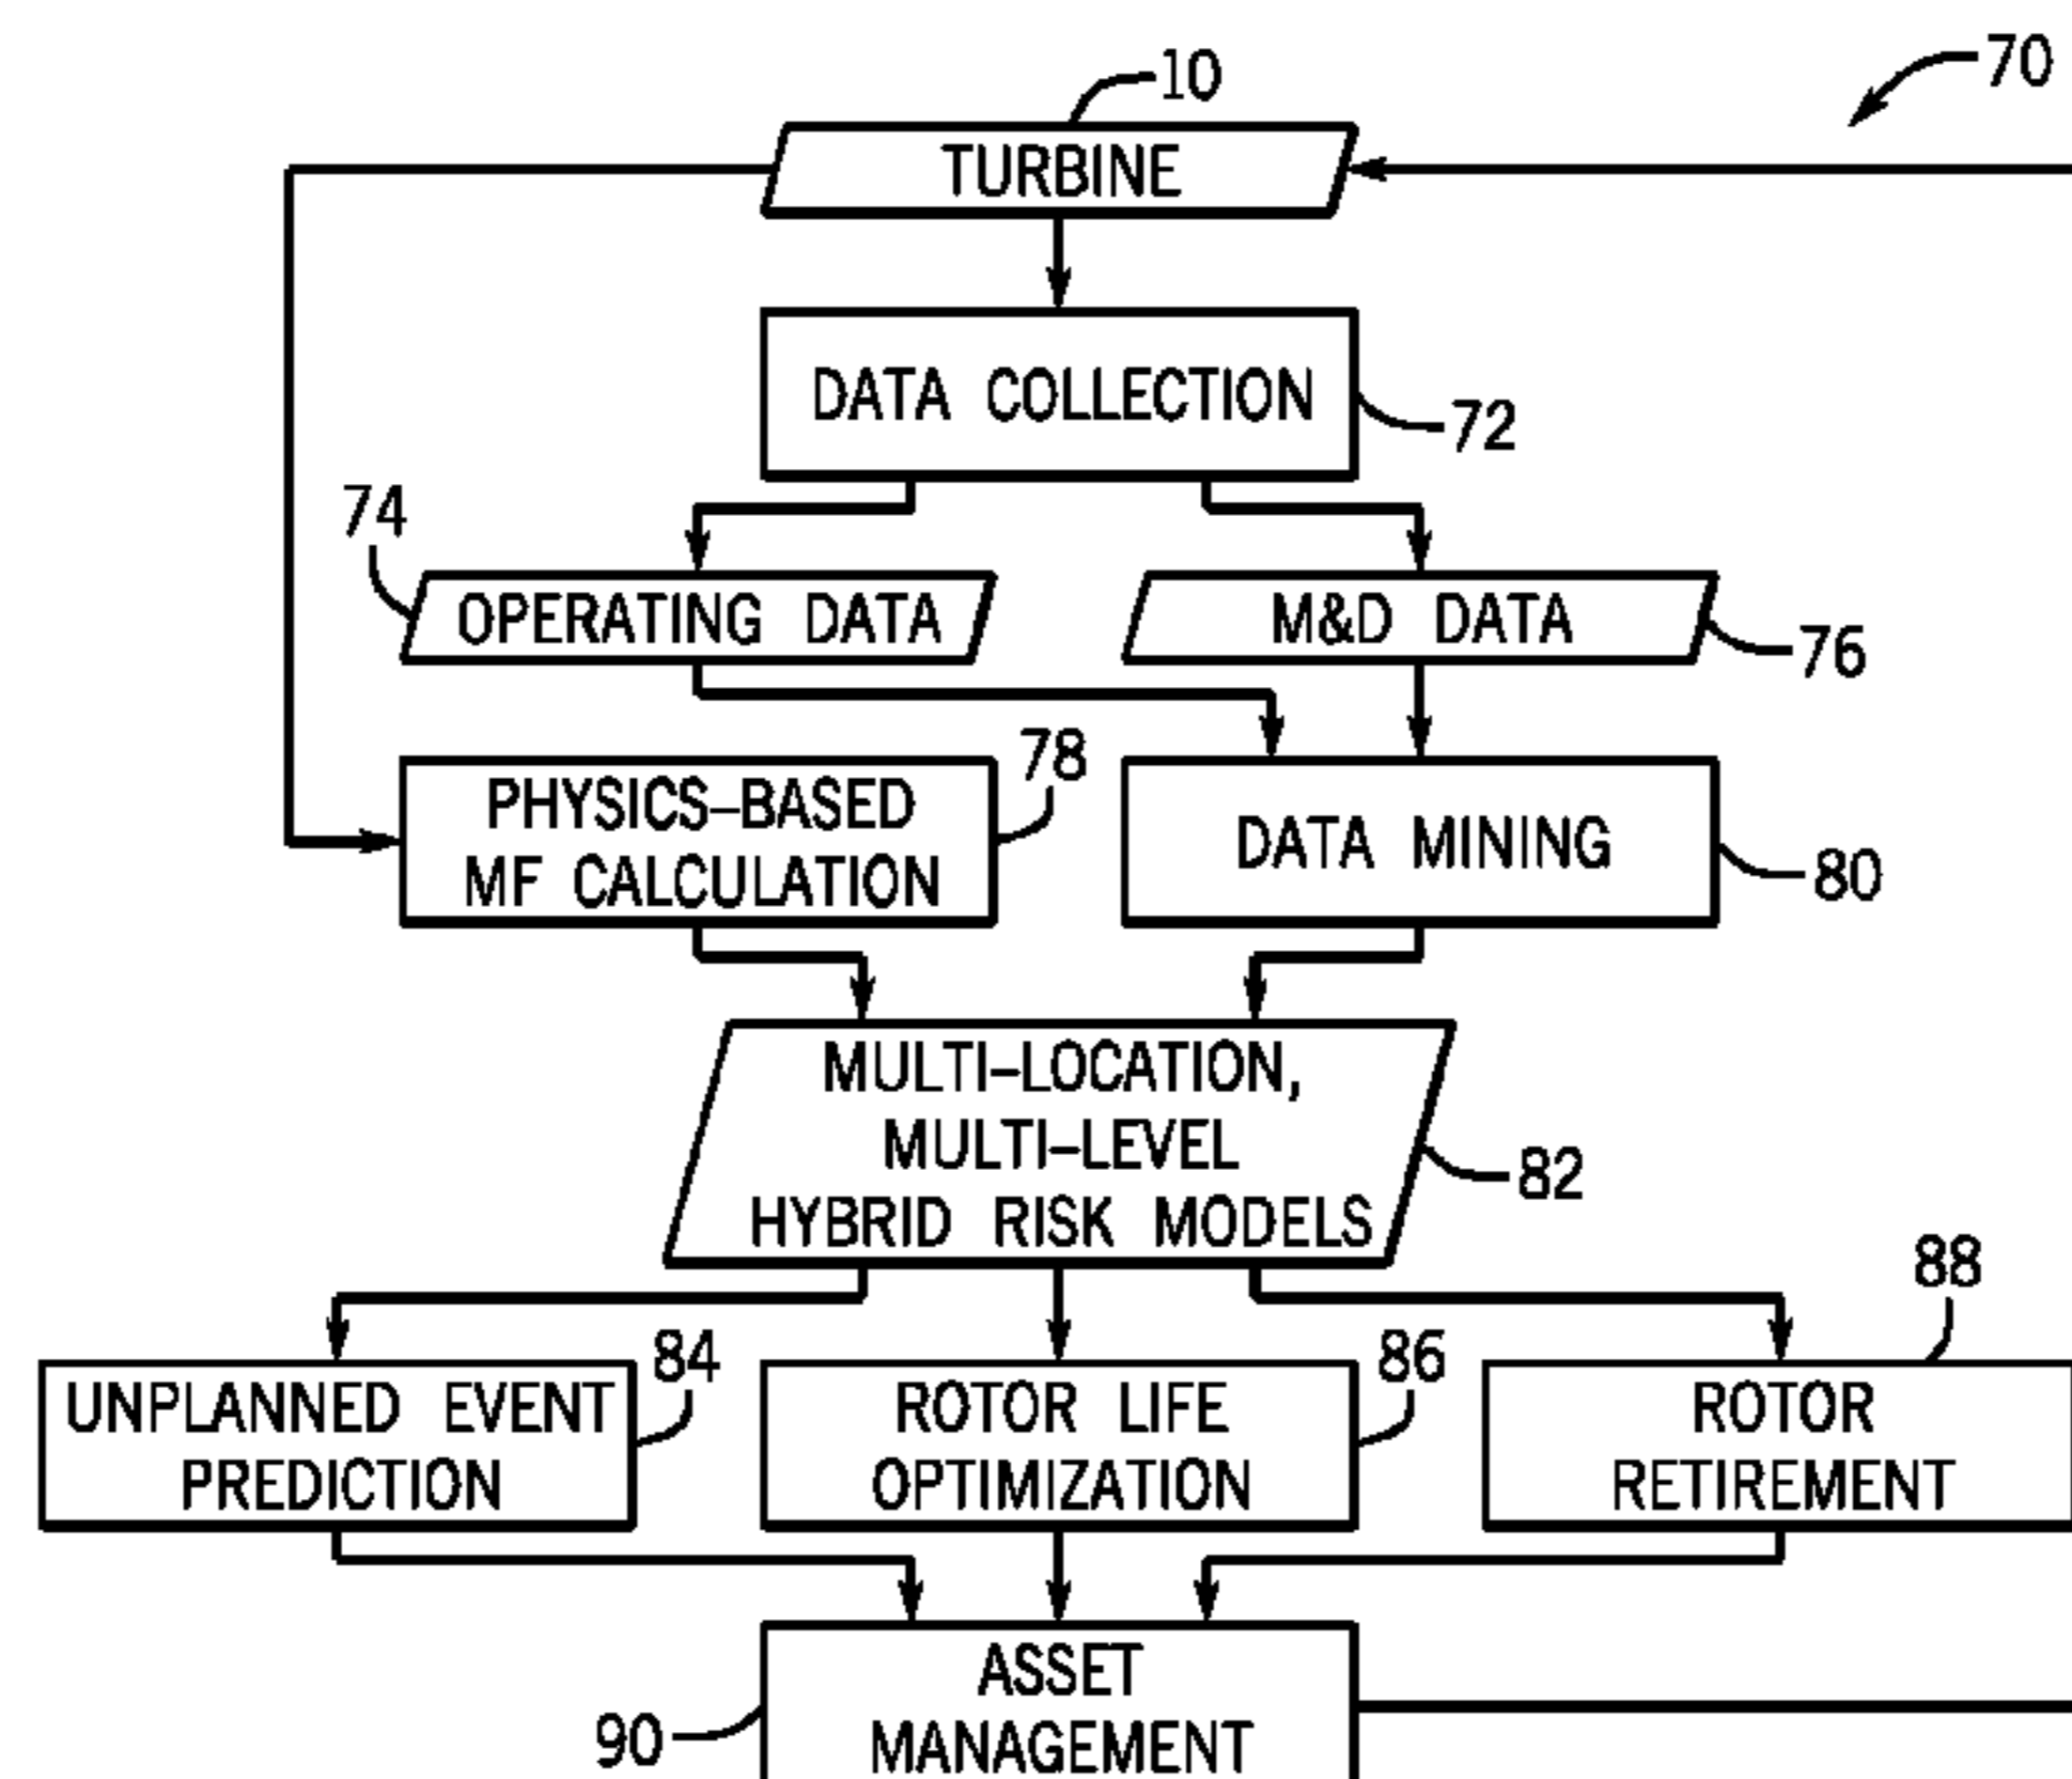 10
70
TURBINE
DATA COLLECTION
72
74
OPERATING DATA
M&D DATA
76
78
PHYSICS-BASED
MF CALCULATION
DATA MINING
80
MULTI-LOCATION,
MULTI-LEVEL
HYBRID RISK MODELS
82
84
86
88
UNPLANNED EVENT
PREDICTION
ROTOR LIFE
OPTIMIZATION
ROTOR
RETIREMENT
ASSET
MANAGEMENT
90